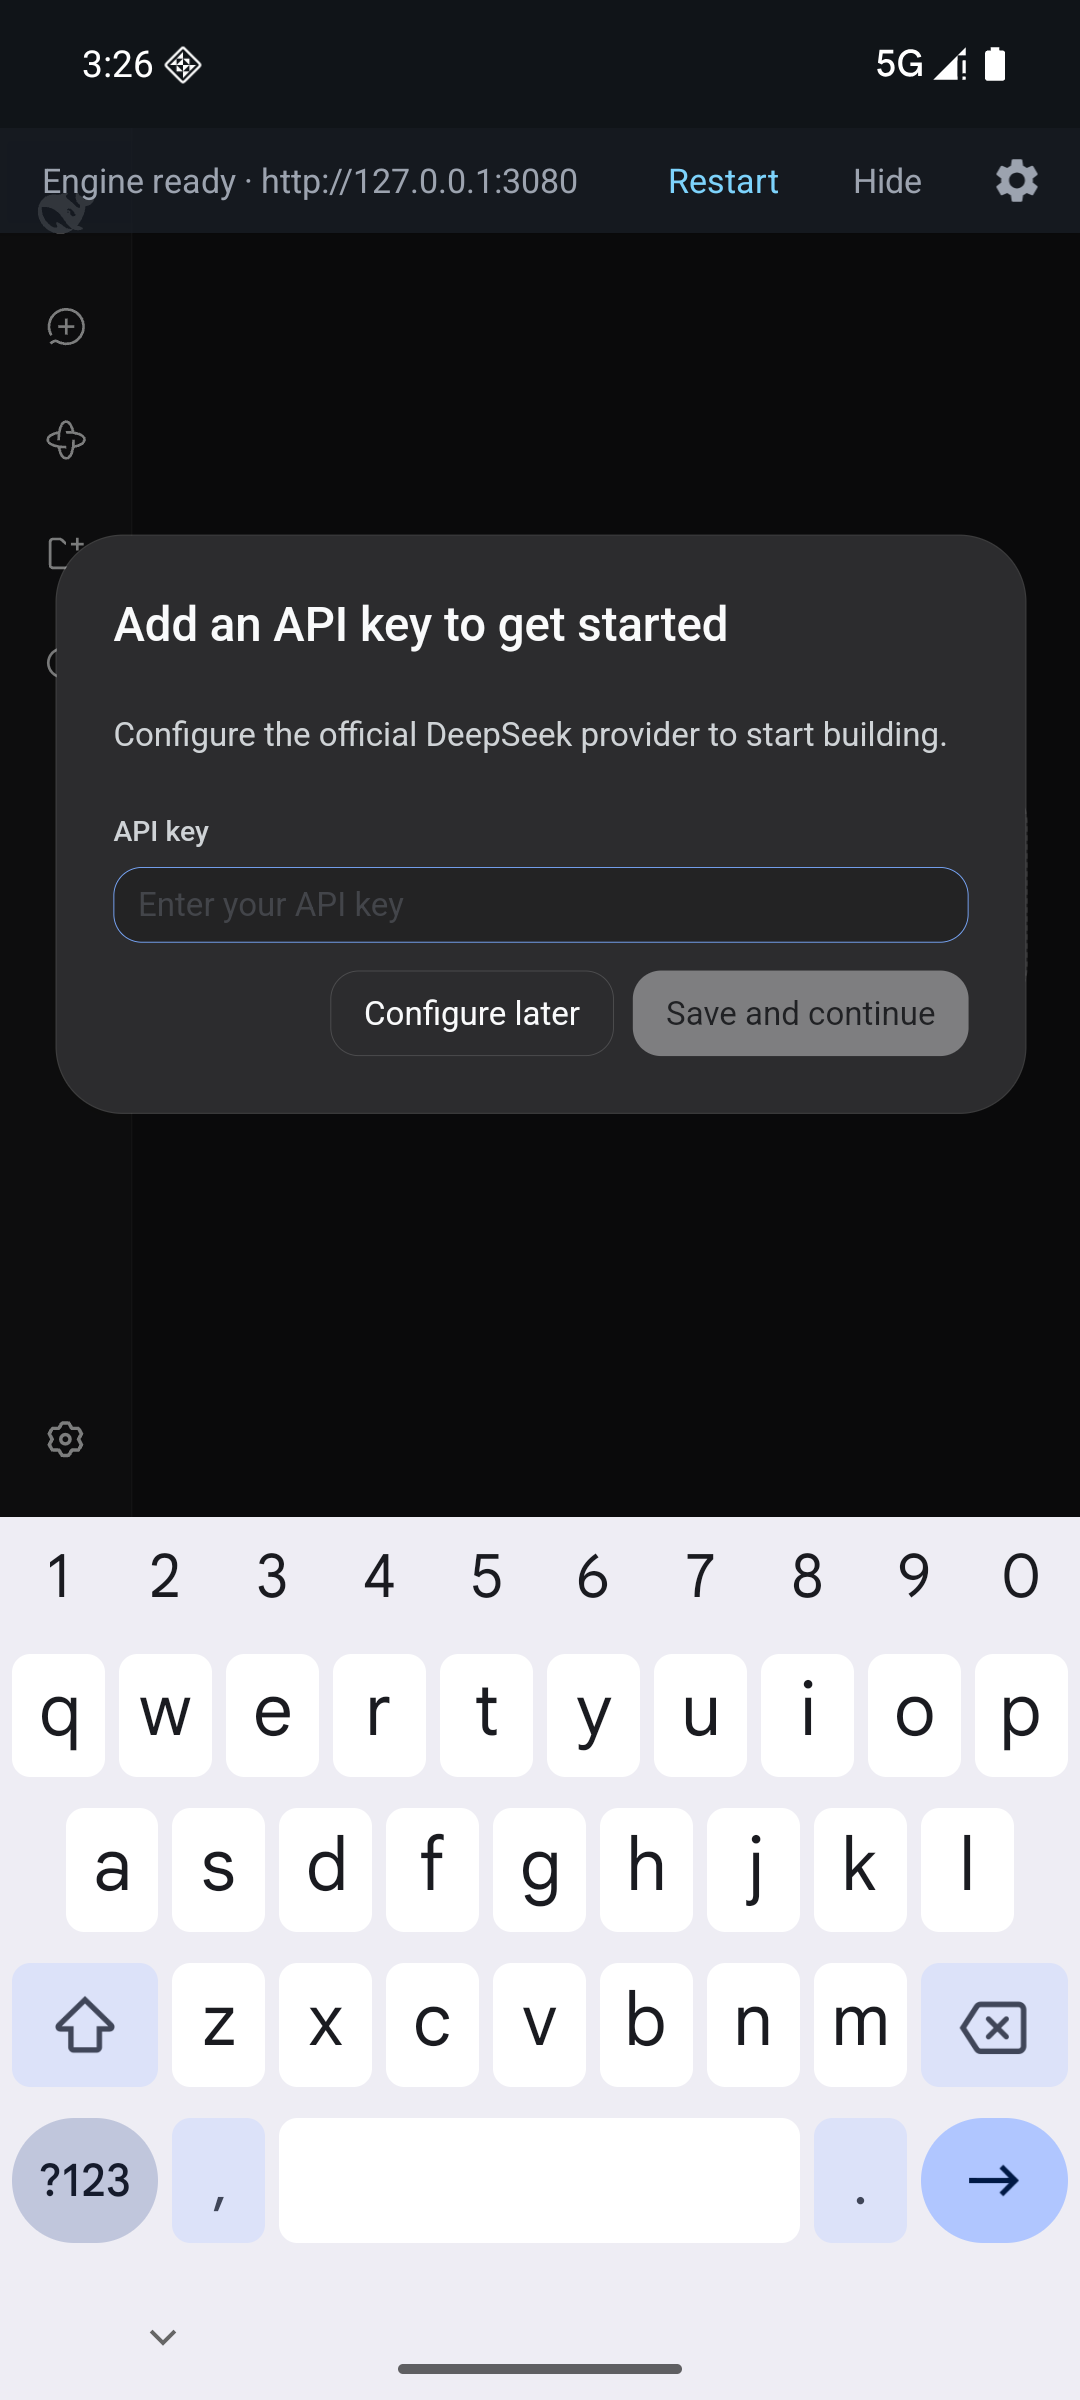 3:26
5G
Engine ready · http://127.0.0.1:3080 Restart Hide
Add an API key to get started
Configure the official DeepSeek provider to start building.
API key
Enter your API key
Configure later Save and continue
1 2 3 4 5 6 7 8 9 0
q w e r t y u i o p
a s d f g h j k l
z x c v b n m
?123 , .